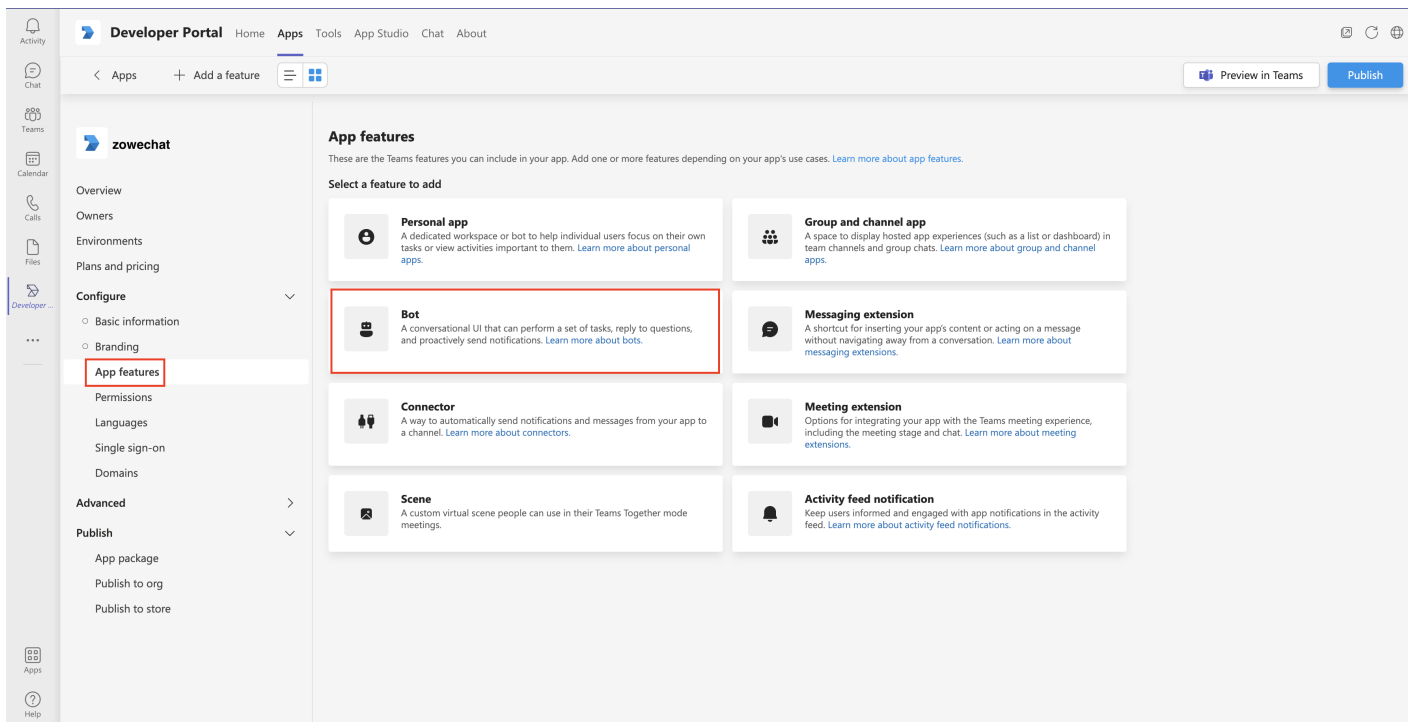 Activity
Chat
Teams
Calendar
Calls
Files
Developer ...
Apps
Help
Developer Portal Home Apps Tools App Studio Chat About
Apps Add a feature Preview in Teams Publish
zowechat
Overview
Owners
Environments
Plans and pricing
Configure
Basic information
Branding
App features
Permissions
Languages
Single sign-on
Domains
Advanced
Publish
App package
Publish to org
Publish to store
App features
These are the Teams features you can include in your app. Add one or more features depending on your app's use cases. Learn more about app features.
Select a feature to add
Personal app
A dedicated workspace or bot to help individual users focus on their own
tasks or view activities important to them. Learn more about personal
apps.
Group and channel app
A space to display hosted app experiences (such as a list or dashboard) in
team channels and group chats. Learn more about group and channel
apps.
Bot
A conversational UI that can perform a set of tasks, reply to questions,
and proactively send notifications. Learn more about bots.
Messaging extension
A shortcut for inserting your app's content or acting on a message
without navigating away from a conversation. Learn more about
messaging extensions.
Connector
A way to automatically send notifications and messages from your app to
a channel. Learn more about connectors.
Meeting extension
Options for integrating your app with the Teams meeting experience,
including the meeting stage and chat. Learn more about meeting
extensions.
Scene
A custom virtual scene people can use in their Teams Together mode
meetings.
Activity feed notification
Keep users informed and engaged with app notifications in the activity
feed. Learn more about activity feed notifications.